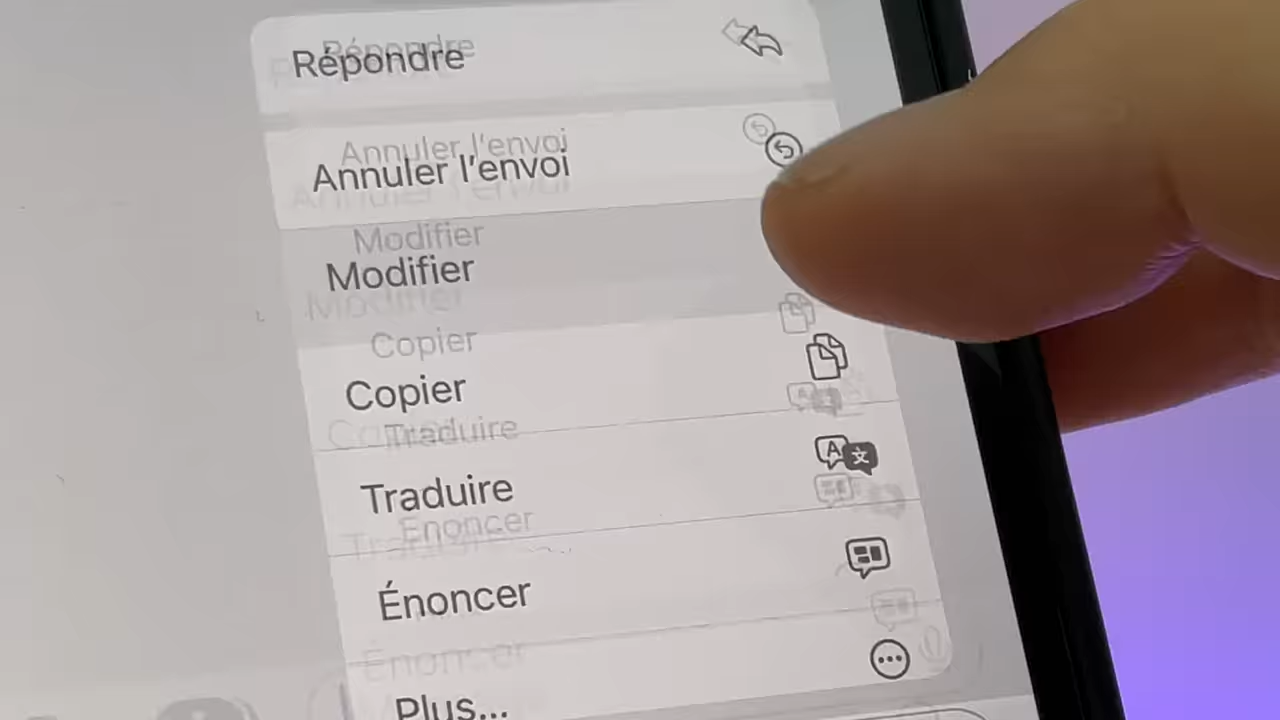 Répondre
Annuler l'envoi
Modifier
Copier
Traduire
Énoncer
Plus...